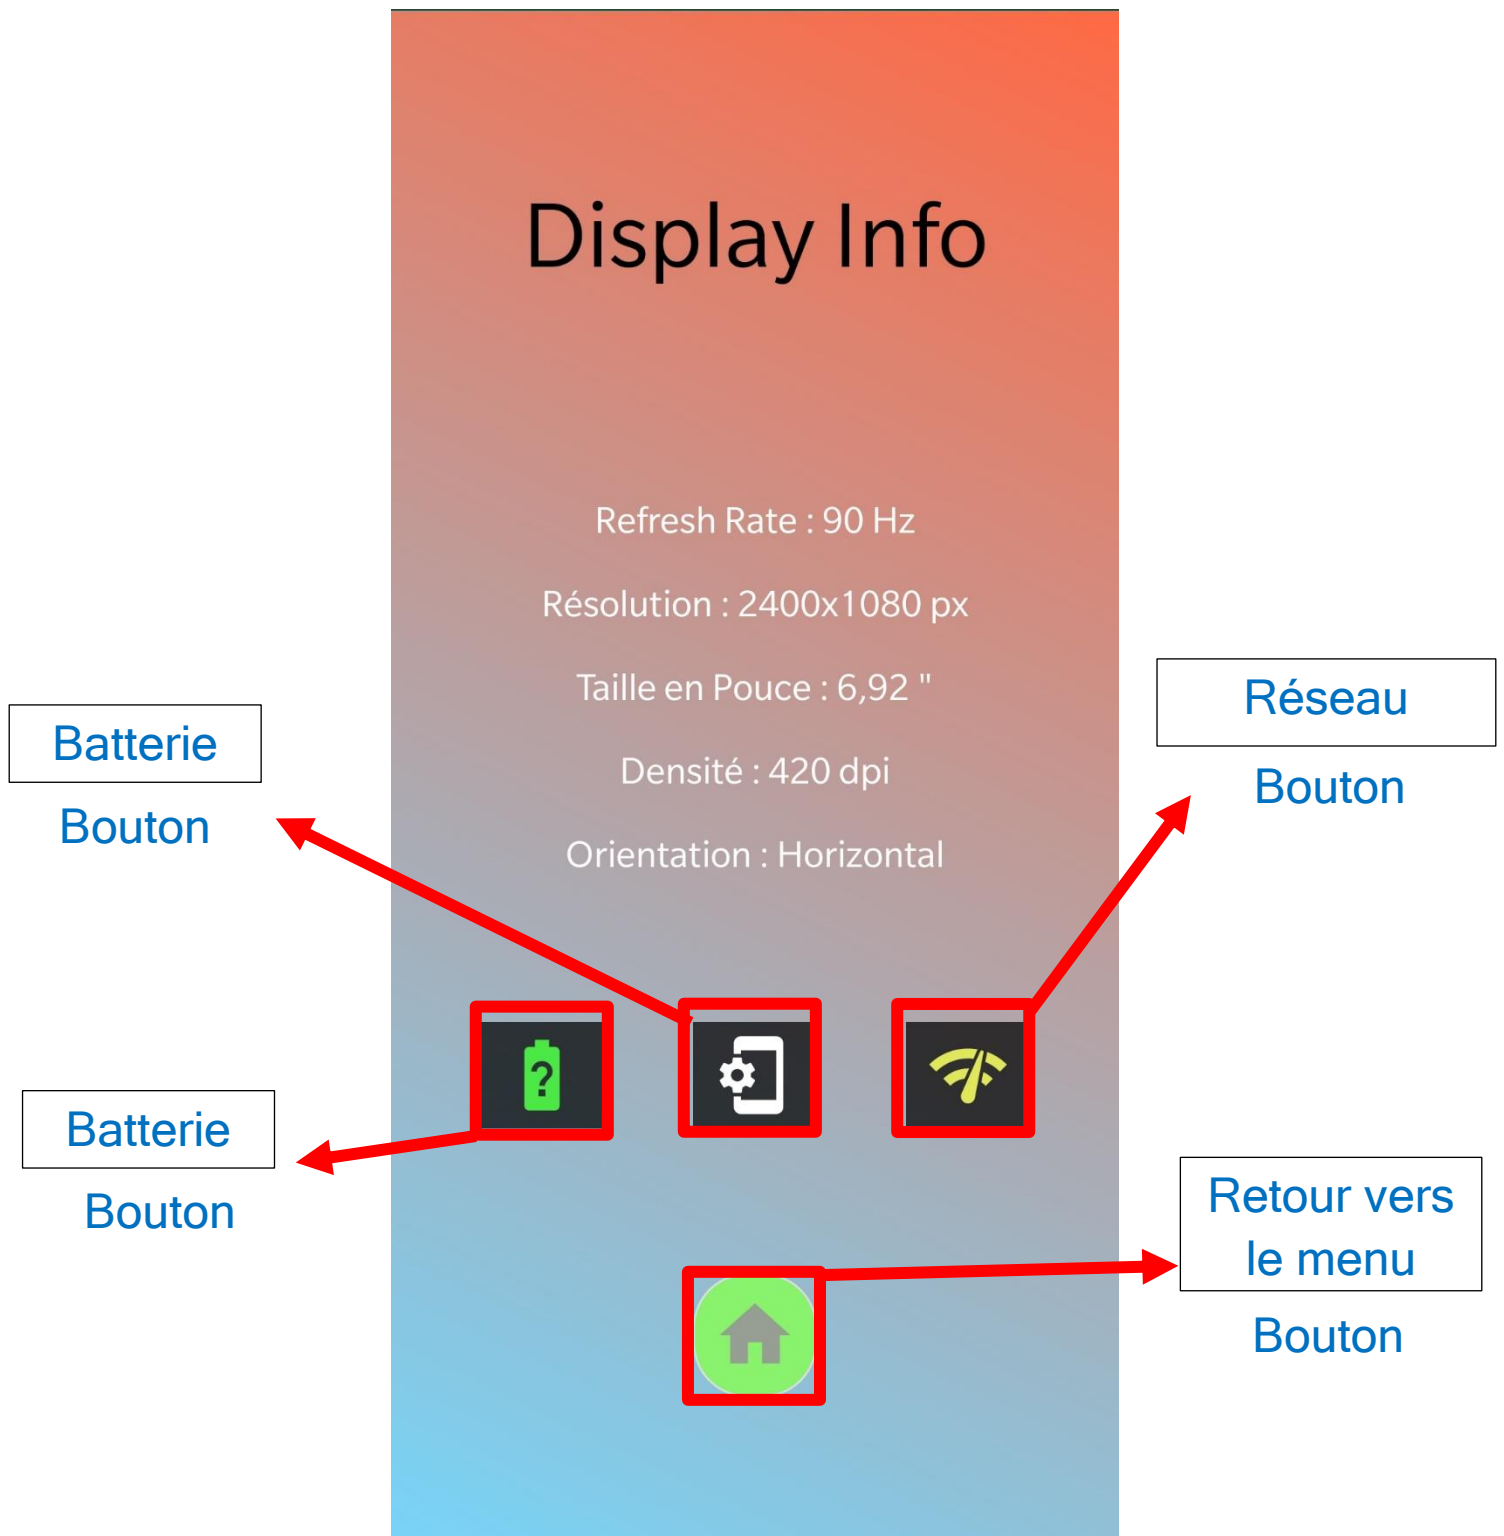 Display Info
Refresh Rate : 90 Hz
Résolution : 2400x1080 px
Taille en Pouce : 6,92 "
Densité : 420 dpi
Orientation : Horizontal
Batterie
Bouton
Réseau
Bouton
?
Batterie
Bouton
Retour vers
le menu
Bouton